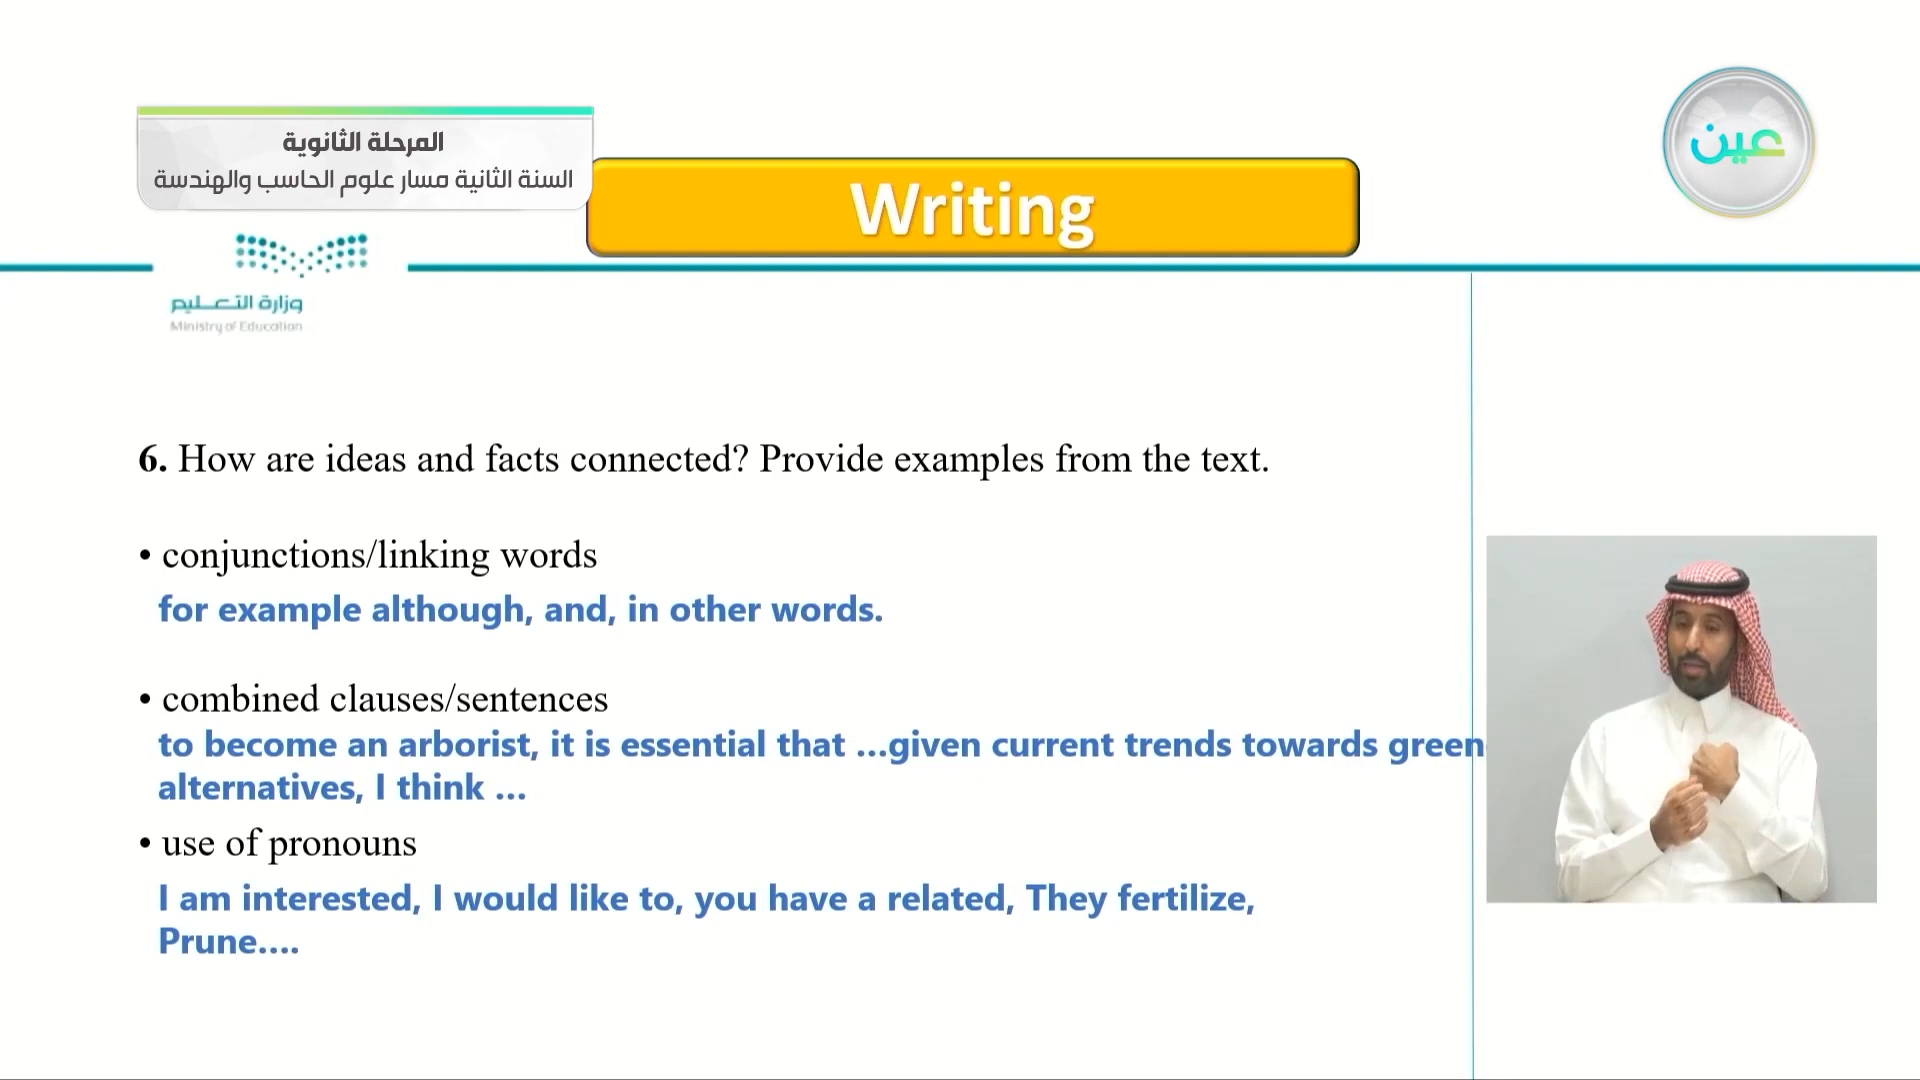 المرحلة الثانوية
السنة الثانية مسار علوم الحاسب والهندسة
عين
Writing
وزارة التعليم
Ministry of Education
6. How are ideas and facts connected? Provide examples from the text.
• conjunctions/linking words
for example although, and, in other words.
• combined clauses/sentences
to become an arborist, it is essential that ...given current trends towards green
alternatives, I think ...
• use of pronouns
I am interested, I would like to, you have a related, They fertilize,
Prune....